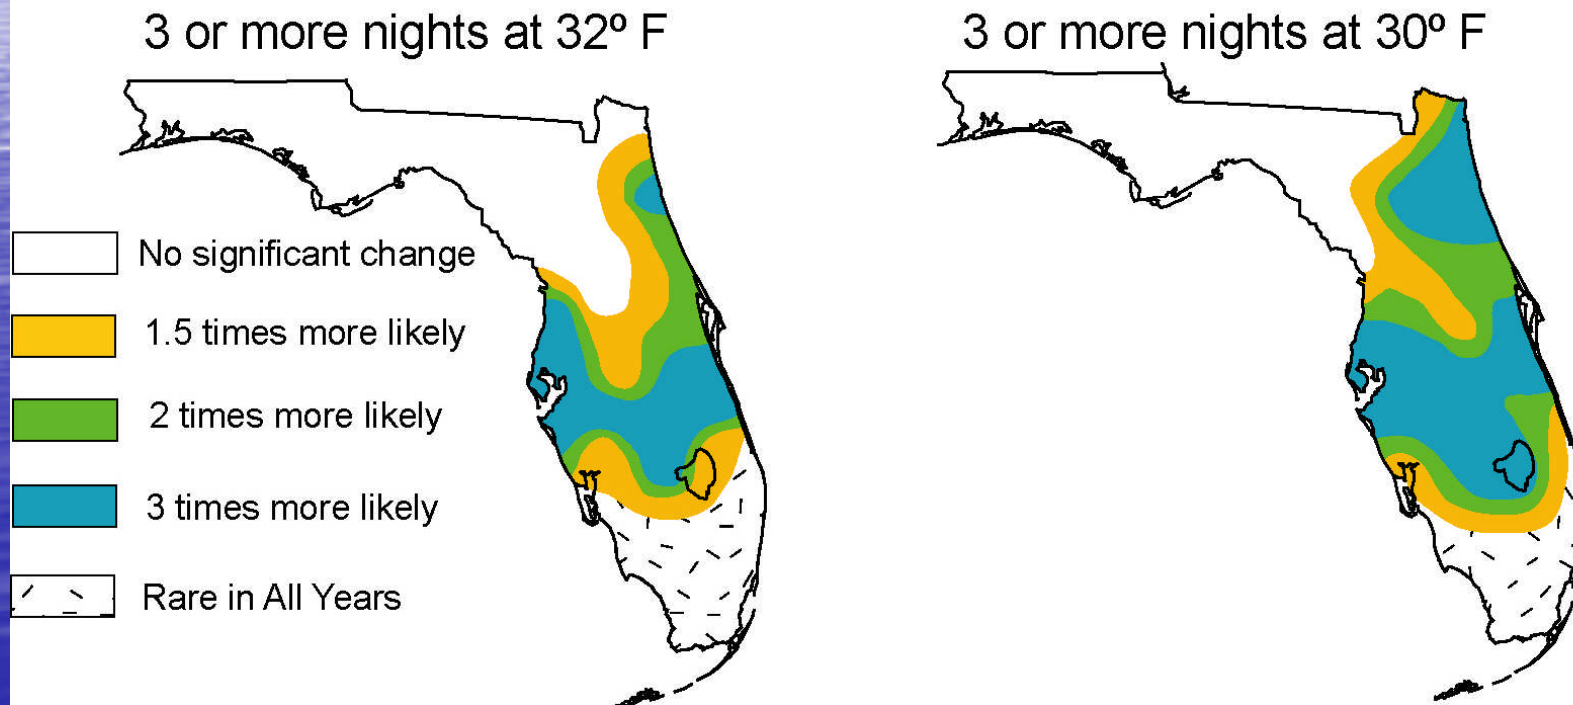 3 or more nights at 32º F
3 or more nights at 30º F
No significant change
1.5 times more likely
2 times more likely
3 times more likely
Rare in All Years